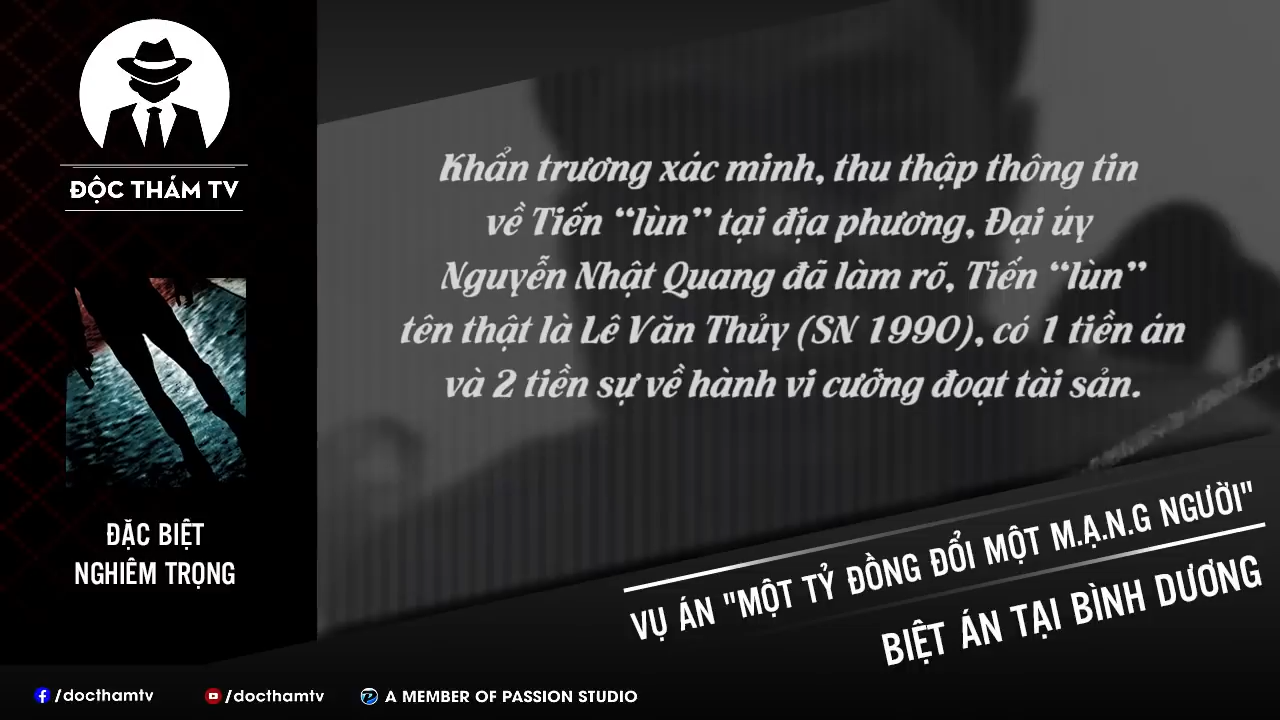 ĐỘC THÁM TV
ĐẶC BIỆT
NGHIÊM TRỌNG
Khẩn trương xác minh, thu thập thông tin
về Tiến “lùn” tại địa phương, Đại úy
Nguyễn Nhật Quang đã làm rõ, Tiến “lùn”
tên thật là Lê Văn Thủy (SN 1990), có 1 tiền án
và 2 tiền sự về hành vi cưỡng đoạt tài sản.
VỤ ÁN "MỘT TỶ ĐỒNG ĐỔI MỘT M.Ạ.N.G NGƯỜI"
BIỆT ÁN TẠI BÌNH DƯƠNG
/docthamtv
/docthamtv
A MEMBER OF PASSION STUDIO